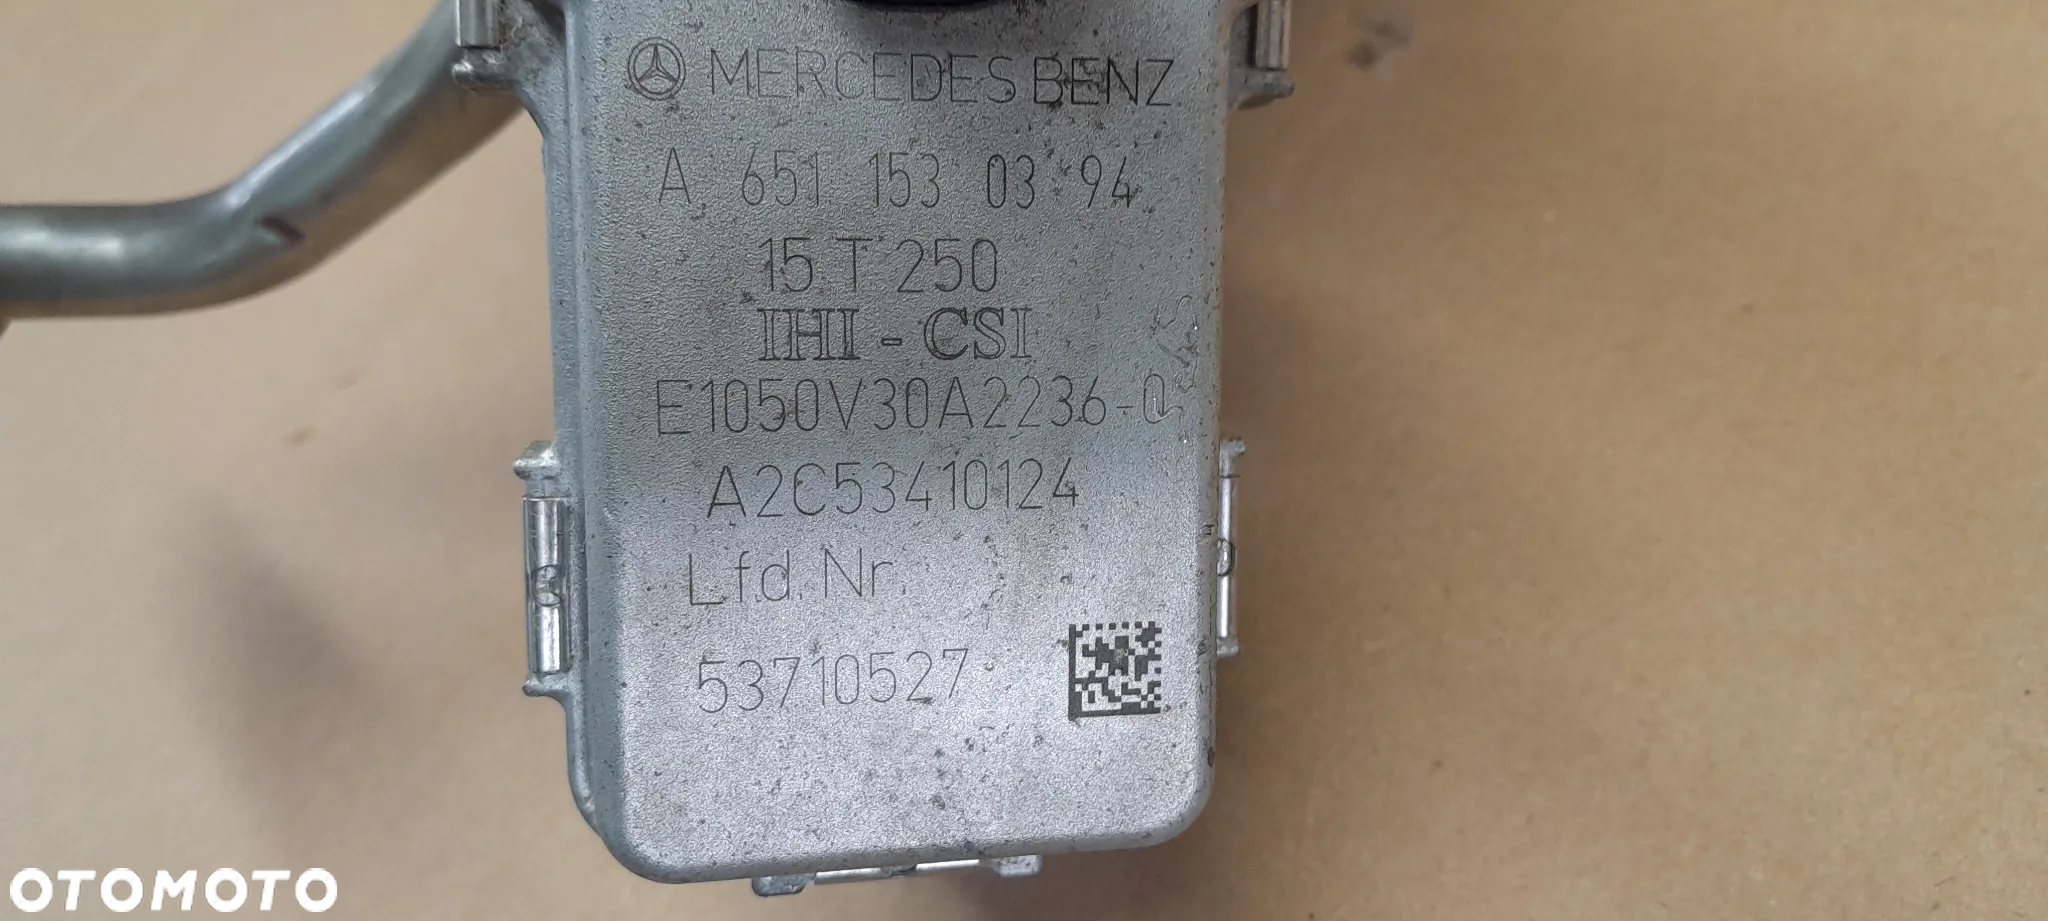 MERCEDES BENZ
A 651 153 03 94
15 T 250
IHI - CSI
E1050V30A2236-0
A2C53410124
Lfd. Nr.
53710527
OTOMOTO